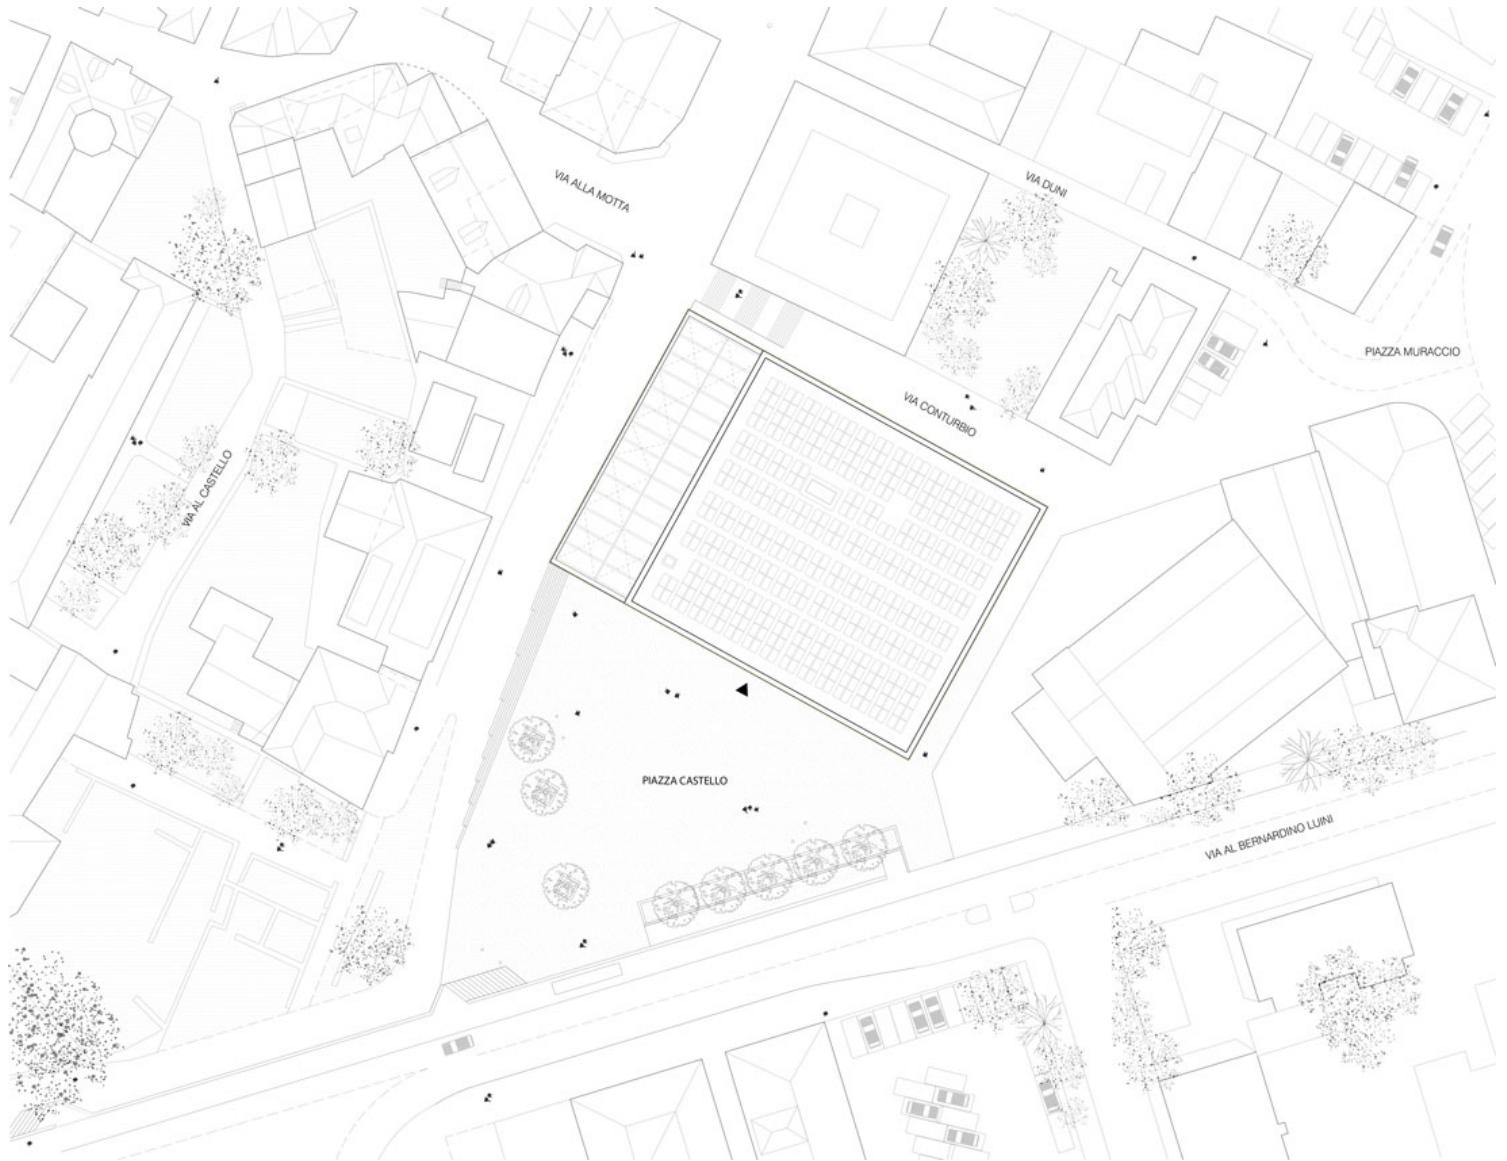 VIA ALLA MOTTA
VIA DUNI
PIAZZA MURACCIO
VIA CONTURBIO
VIA AL CASTELLO
PIAZZA CASTELLO
VIA AL BERNARDINO LUINI